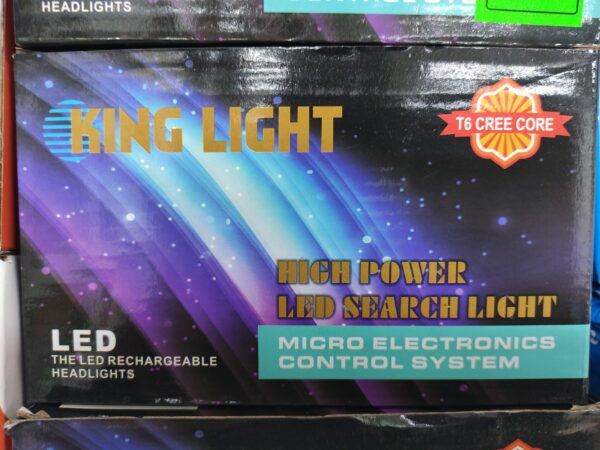 HEADLIGHTS
KING LIGHT
T6 CREE CORE
HIGH POWER
LED SEARCH LIGHT
MICRO ELECTRONICS
CONTROL SYSTEM
LED
THE LED RECHARGEABLE
HEADLIGHTS